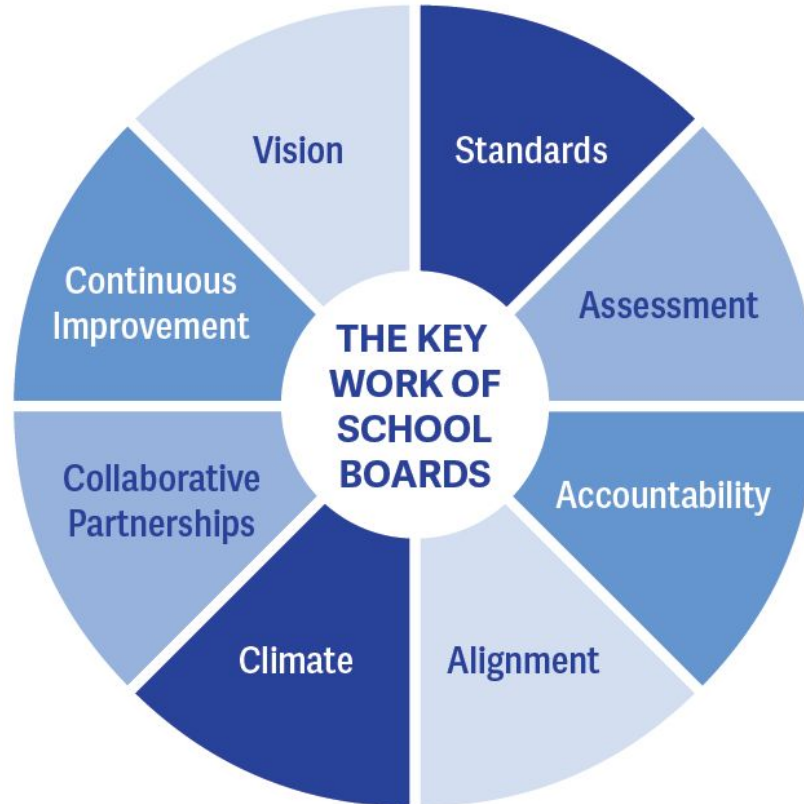 THE KEY
WORK OF
SCHOOL
BOARDS
Vision
Standards
Assessment
Accountability
Alignment
Climate
Collaborative
Partnerships
Continuous
Improvement